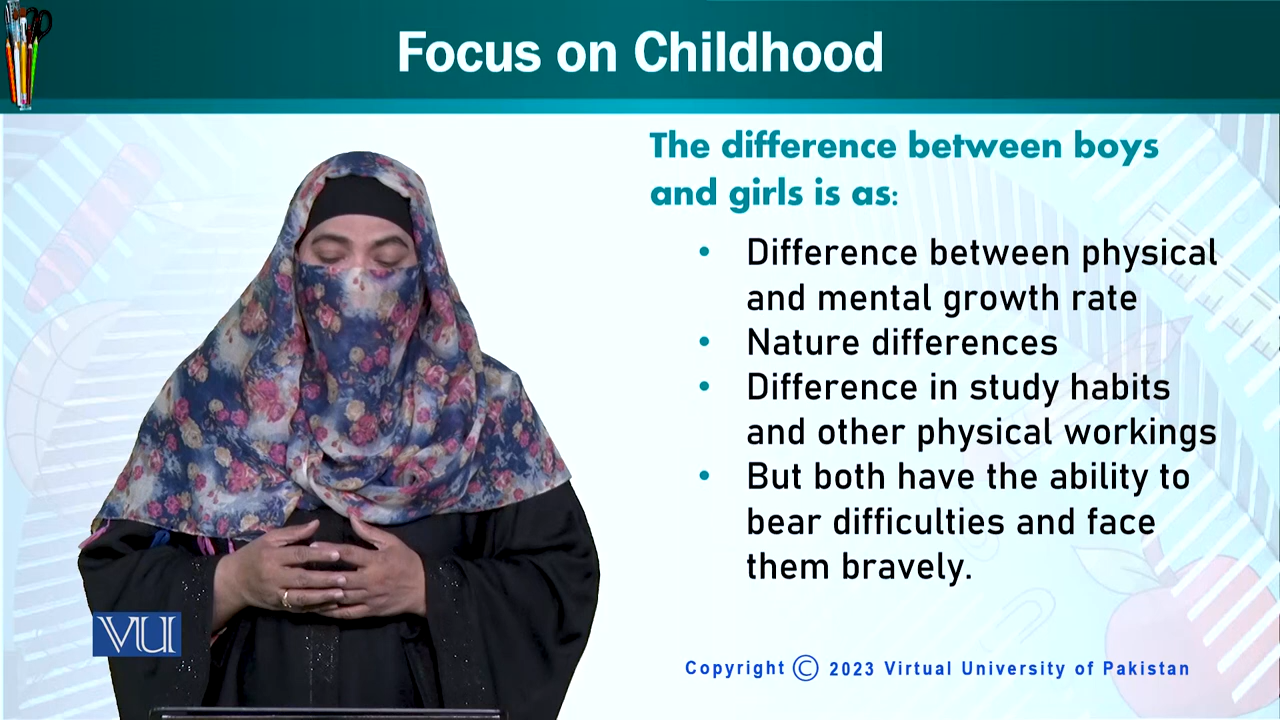 Focus on Childhood
The difference between boys
and girls is as:
• Difference between physical
and mental growth rate
• Nature differences
• Difference in study habits
and other physical workings
• But both have the ability to
bear difficulties and face
them bravely.
VU
Copyright © 2023 Virtual University of Pakistan